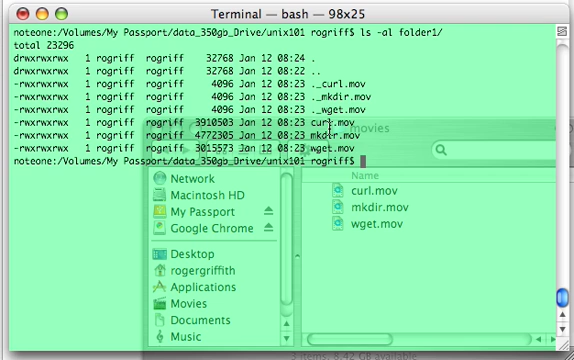 Terminal — bash — 98x25
noteone:/Volumes/My Passport/data_350gb_Drive/unix101 rogriff$ ls -al folder1/
total 23296
drwxrwxrwx   1 rogriff  rogriff    32768 Jan 12 08:24 .
drwxrwxrwx   1 rogriff  rogriff    32768 Jan 12 08:22 ..
-rwxrwxrwx   1 rogriff  rogriff     4096 Jan 12 08:23 ._curl.mov
-rwxrwxrwx   1 rogriff  rogriff     4096 Jan 12 08:23 ._mkdir.mov
-rwxrwxrwx   1 rogriff  rogriff     4096 Jan 12 08:23 ._wget.mov
-rwxrwxrwx   1 rogriff  rogriff  3910503 Jan 12 08:23 curl.mov
-rwxrwxrwx   1 rogriff  rogriff  4772305 Jan 12 08:23 mkdir.mov
-rwxrwxrwx   1 rogriff  rogriff  3015573 Jan 12 08:23 wget.mov
noteone:/Volumes/My Passport/data_350gb_Drive/unix101 rogriff$
movies
Network
Macintosh HD
My Passport
Google Chrome
Desktop
rogergriffith
Applications
Movies
Documents
Music
Name
curl.mov
mkdir.mov
wget.mov
3 items, 8.42 GB available